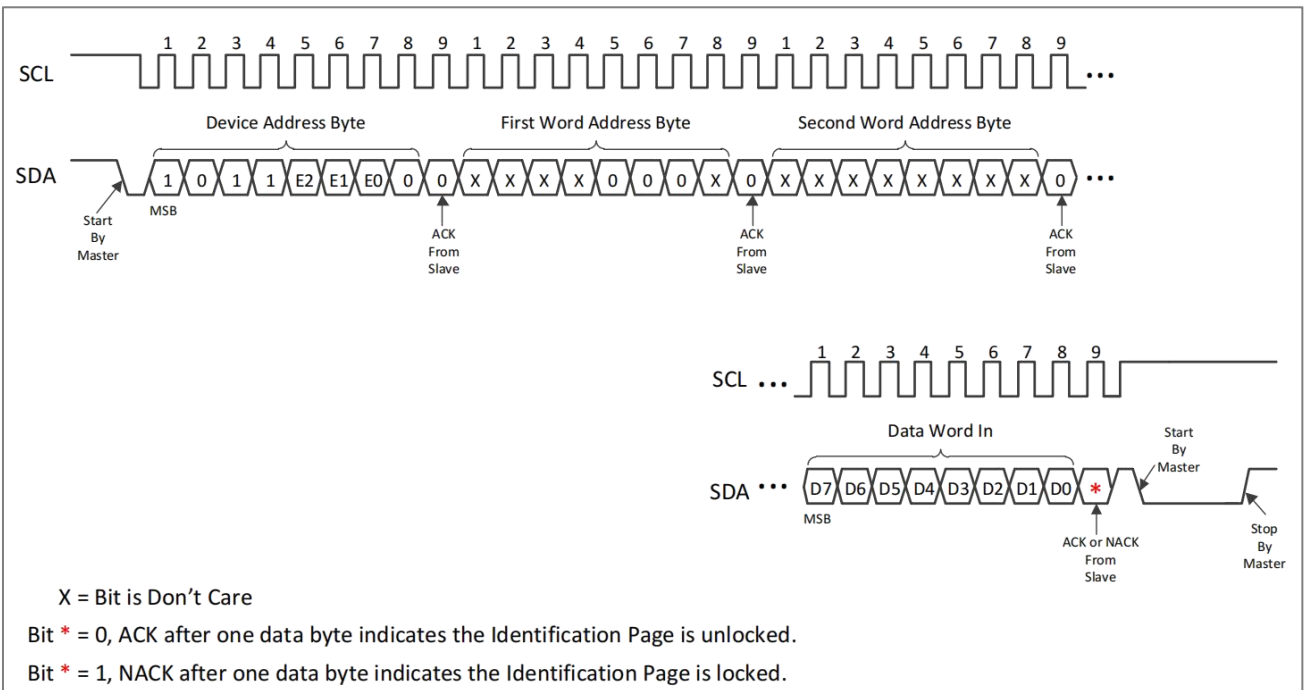 1 2 3 4 5 6 7 8 9 1 2 3 4 5 6 7 8 9 1 2 3 4 5 6 7 8 9
SCL ...
Device Address Byte First Word Address Byte Second Word Address Byte
SDA 1 0 1 1 E2 E1 E0 0 0 X X X X 0 0 0 X 0 X X X X X X X X 0 ...
MSB
Start
By
Master
ACK
From
Slave
ACK
From
Slave
ACK
From
Slave
1 2 3 4 5 6 7 8 9
SCL ...
Data Word In
Start
By
Master
SDA ... D7 D6 D5 D4 D3 D2 D1 D0 *
MSB
ACK or NACK
From
Slave
Stop
By
Master
X = Bit is Don’t Care
Bit * = 0, ACK after one data byte indicates the Identification Page is unlocked.
Bit * = 1, NACK after one data byte indicates the Identification Page is locked.